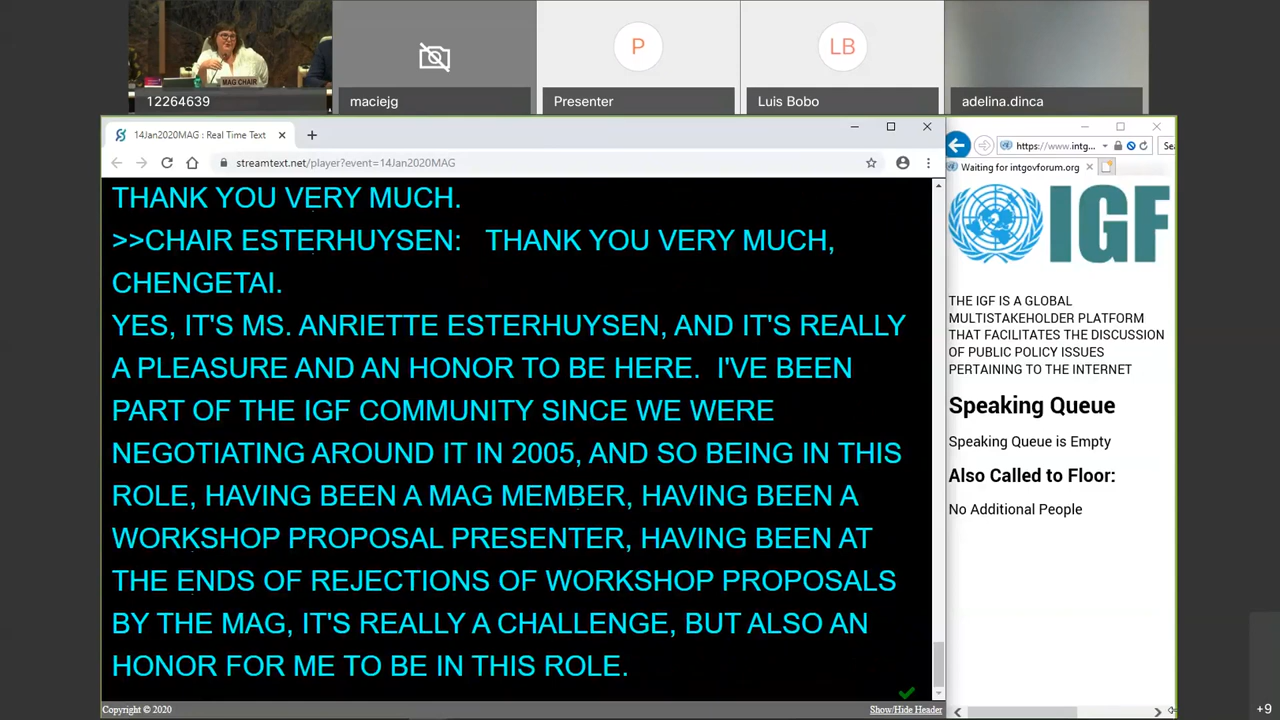 MAG CHAIR
P
LB
12264639
maciejg
Presenter
Luis Bobo
adelina.dinca
14Jan2020MAG : Real Time Text
streamtext.net/player?event=14Jan2020MAG
THANK YOU VERY MUCH.
>>CHAIR ESTERHUYSEN: THANK YOU VERY MUCH,
CHENGETAI.
YES, IT'S MS. ANRIETTE ESTERHUYSEN, AND IT'S REALLY
A PLEASURE AND AN HONOR TO BE HERE. I'VE BEEN
PART OF THE IGF COMMUNITY SINCE WE WERE
NEGOTIATING AROUND IT IN 2005, AND SO BEING IN THIS
ROLE, HAVING BEEN A MAG MEMBER, HAVING BEEN A
WORKSHOP PROPOSAL PRESENTER, HAVING BEEN AT
THE ENDS OF REJECTIONS OF WORKSHOP PROPOSALS
BY THE MAG, IT'S REALLY A CHALLENGE, BUT ALSO AN
HONOR FOR ME TO BE IN THIS ROLE.
Copyright © 2020
Show/Hide Header
https://www.intg...
Sea
Waiting for intgovforum.org
IGF
THE IGF IS A GLOBAL
MULTISTAKEHOLDER PLATFORM
THAT FACILITATES THE DISCUSSION
OF PUBLIC POLICY ISSUES
PERTAINING TO THE INTERNET
Speaking Queue
Speaking Queue is Empty
Also Called to Floor:
No Additional People
+9